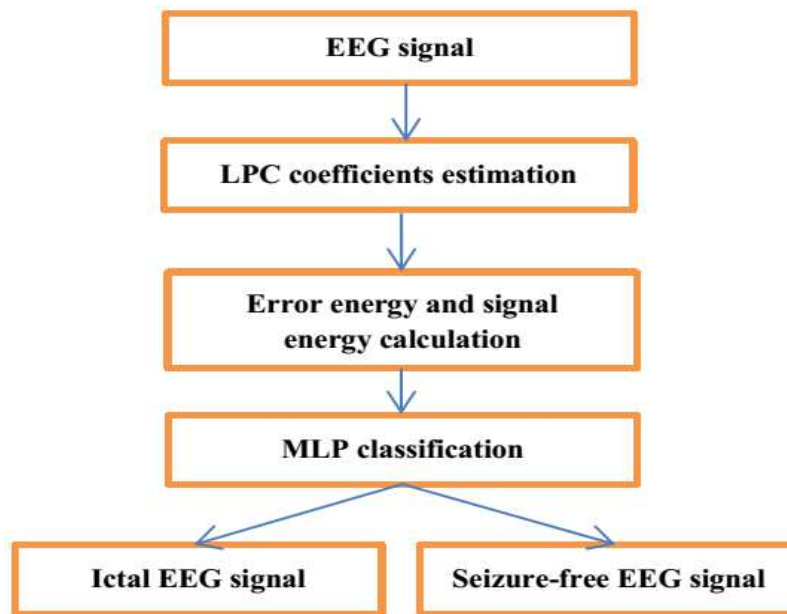 EEG signal
LPC coefficients estimation
Error energy and signal
energy calculation
MLP classification
Ictal EEG signal
Seizure-free EEG signal